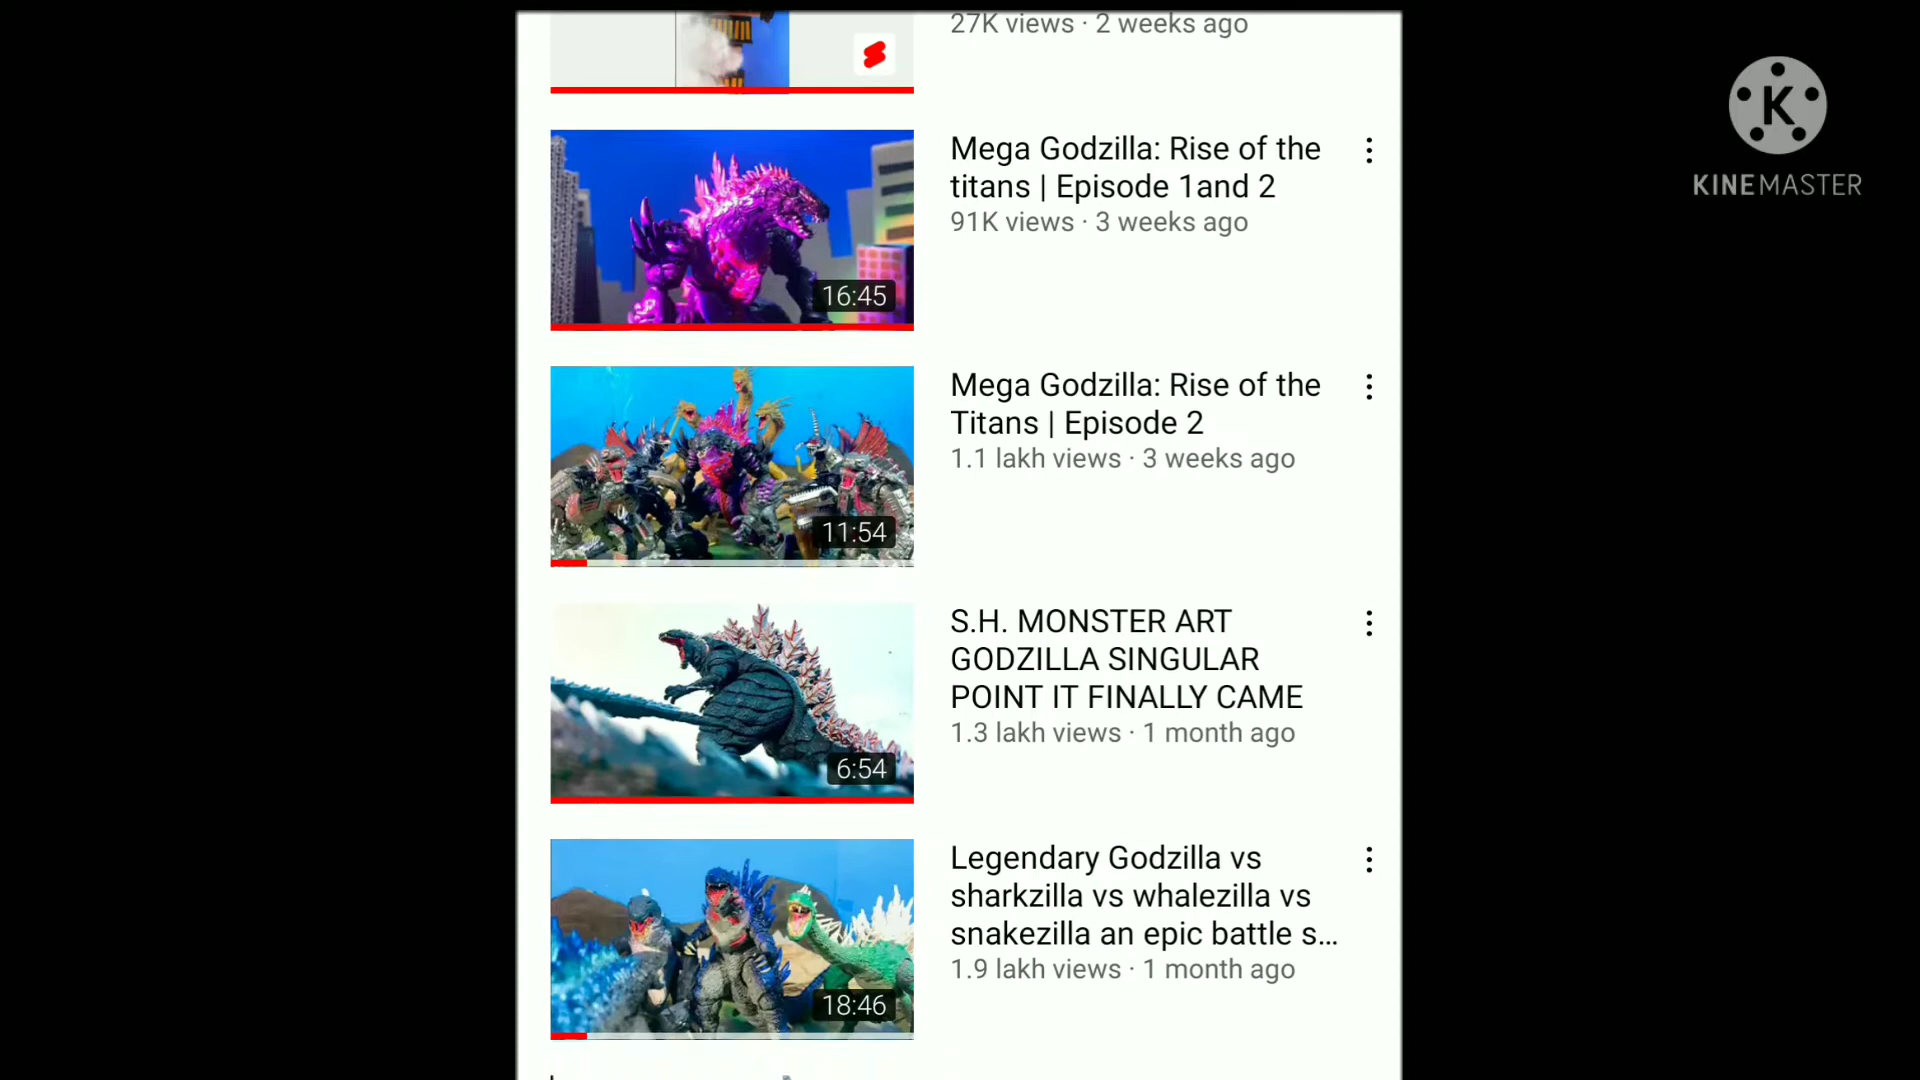 27K views · 2 weeks ago
K
KINEMASTER
Mega Godzilla: Rise of the
titans | Episode 1and 2
91K views · 3 weeks ago
16:45
Mega Godzilla: Rise of the
Titans | Episode 2
1.1 lakh views · 3 weeks ago
11:54
S.H. MONSTER ART
GODZILLA SINGULAR
POINT IT FINALLY CAME
1.3 lakh views · 1 month ago
6:54
Legendary Godzilla vs
sharkzilla vs whalezilla vs
snakezilla an epic battle s...
1.9 lakh views · 1 month ago
18:46